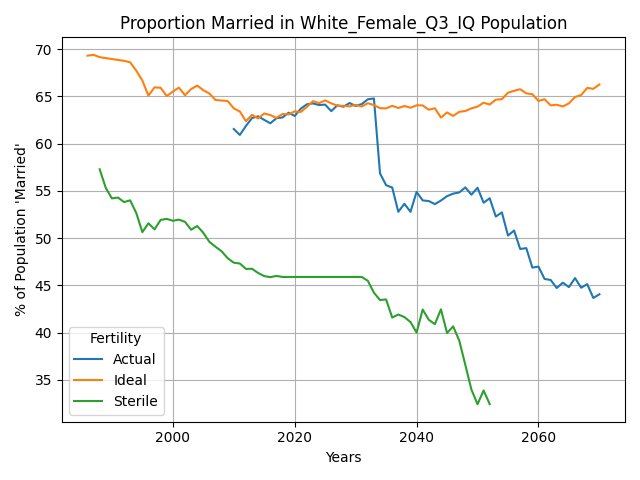 Proportion Married in White_Female_Q3_IQ Population
% of Population 'Married'
70
65
60
55
50
45
40
35
Fertility
Actual
Ideal
Sterile
2000 2020 2040 2060
Years